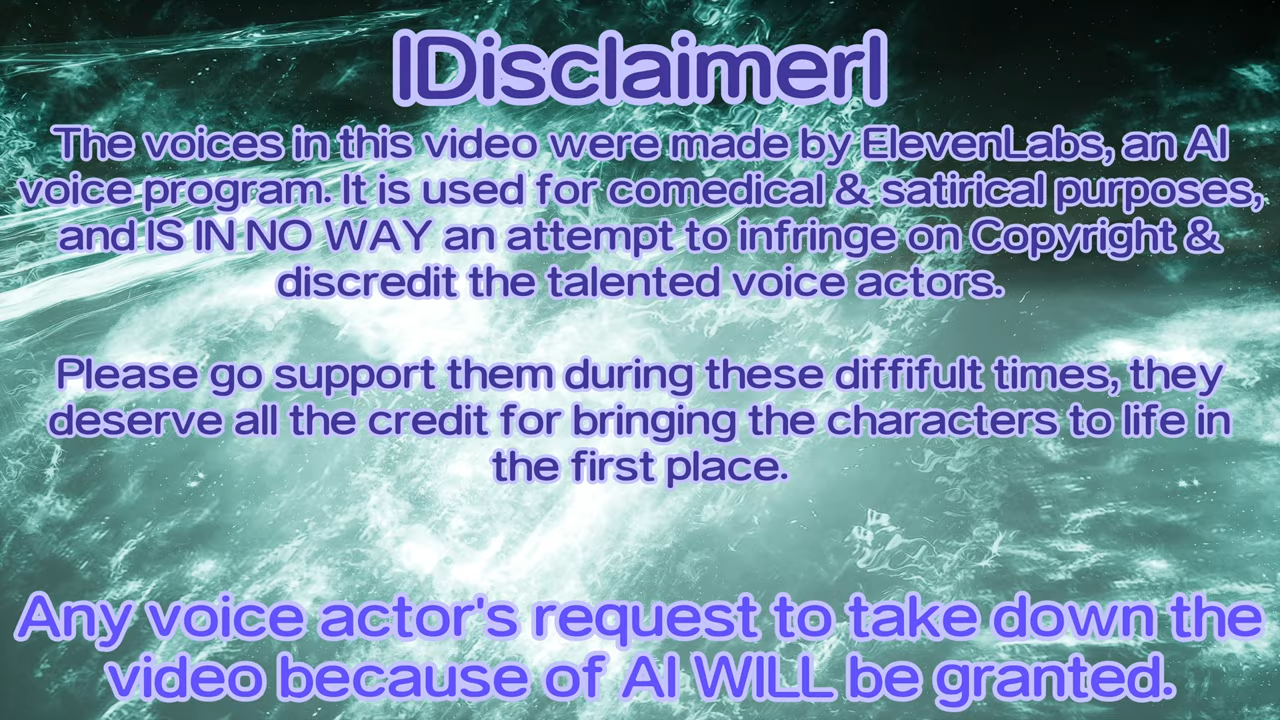 |Disclaimer|
The voices in this video were made by ElevenLabs, an AI
voice program. It is used for comedical & satirical purposes,
and IS IN NO WAY an attempt to infringe on Copyright &
discredit the talented voice actors.
Please go support them during these diffifult times, they
deserve all the credit for bringing the characters to life in
the first place.
Any voice actor's request to take down the
video because of AI WILL be granted.